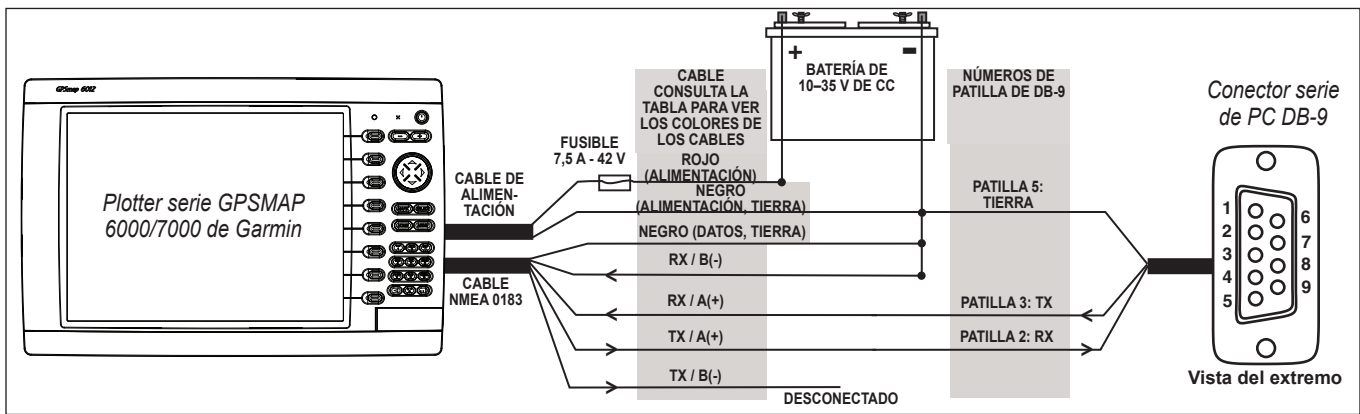 GPSmap 6012
Plotter serie GPSMAP
6000/7000 de Garmin
CABLE DE
ALIMEN-
TACIÓN
CABLE
NMEA 0183
FUSIBLE
7,5 A - 42 V
CABLE
CONSULTA LA
TABLA PARA VER
LOS COLORES DE
LOS CABLES
ROJO
(ALIMENTACIÓN)
NEGRO
(ALIMENTACIÓN, TIERRA)
NEGRO (DATOS, TIERRA)
RX / B(-)
RX / A(+)
TX / A(+)
TX / B(-)
DESCONECTADO
+ -
BATERÍA DE
10–35 V DE CC
NÚMEROS DE
PATILLA DE DB-9
PATILLA 5:
TIERRA
PATILLA 3: TX
PATILLA 2: RX
Conector serie
de PC DB-9
1
2
3
4
5
6
7
8
9
Vista del extremo